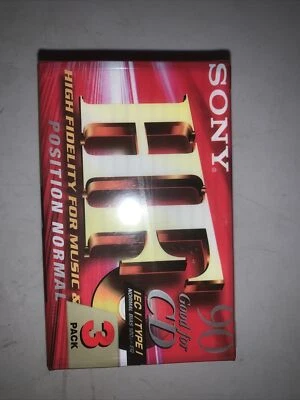 SONY
HF
90
Good for
CD
IEC I / TYPE I
HIGH FIDELITY FOR MUSIC &
POSITION NORMAL
3
PACK